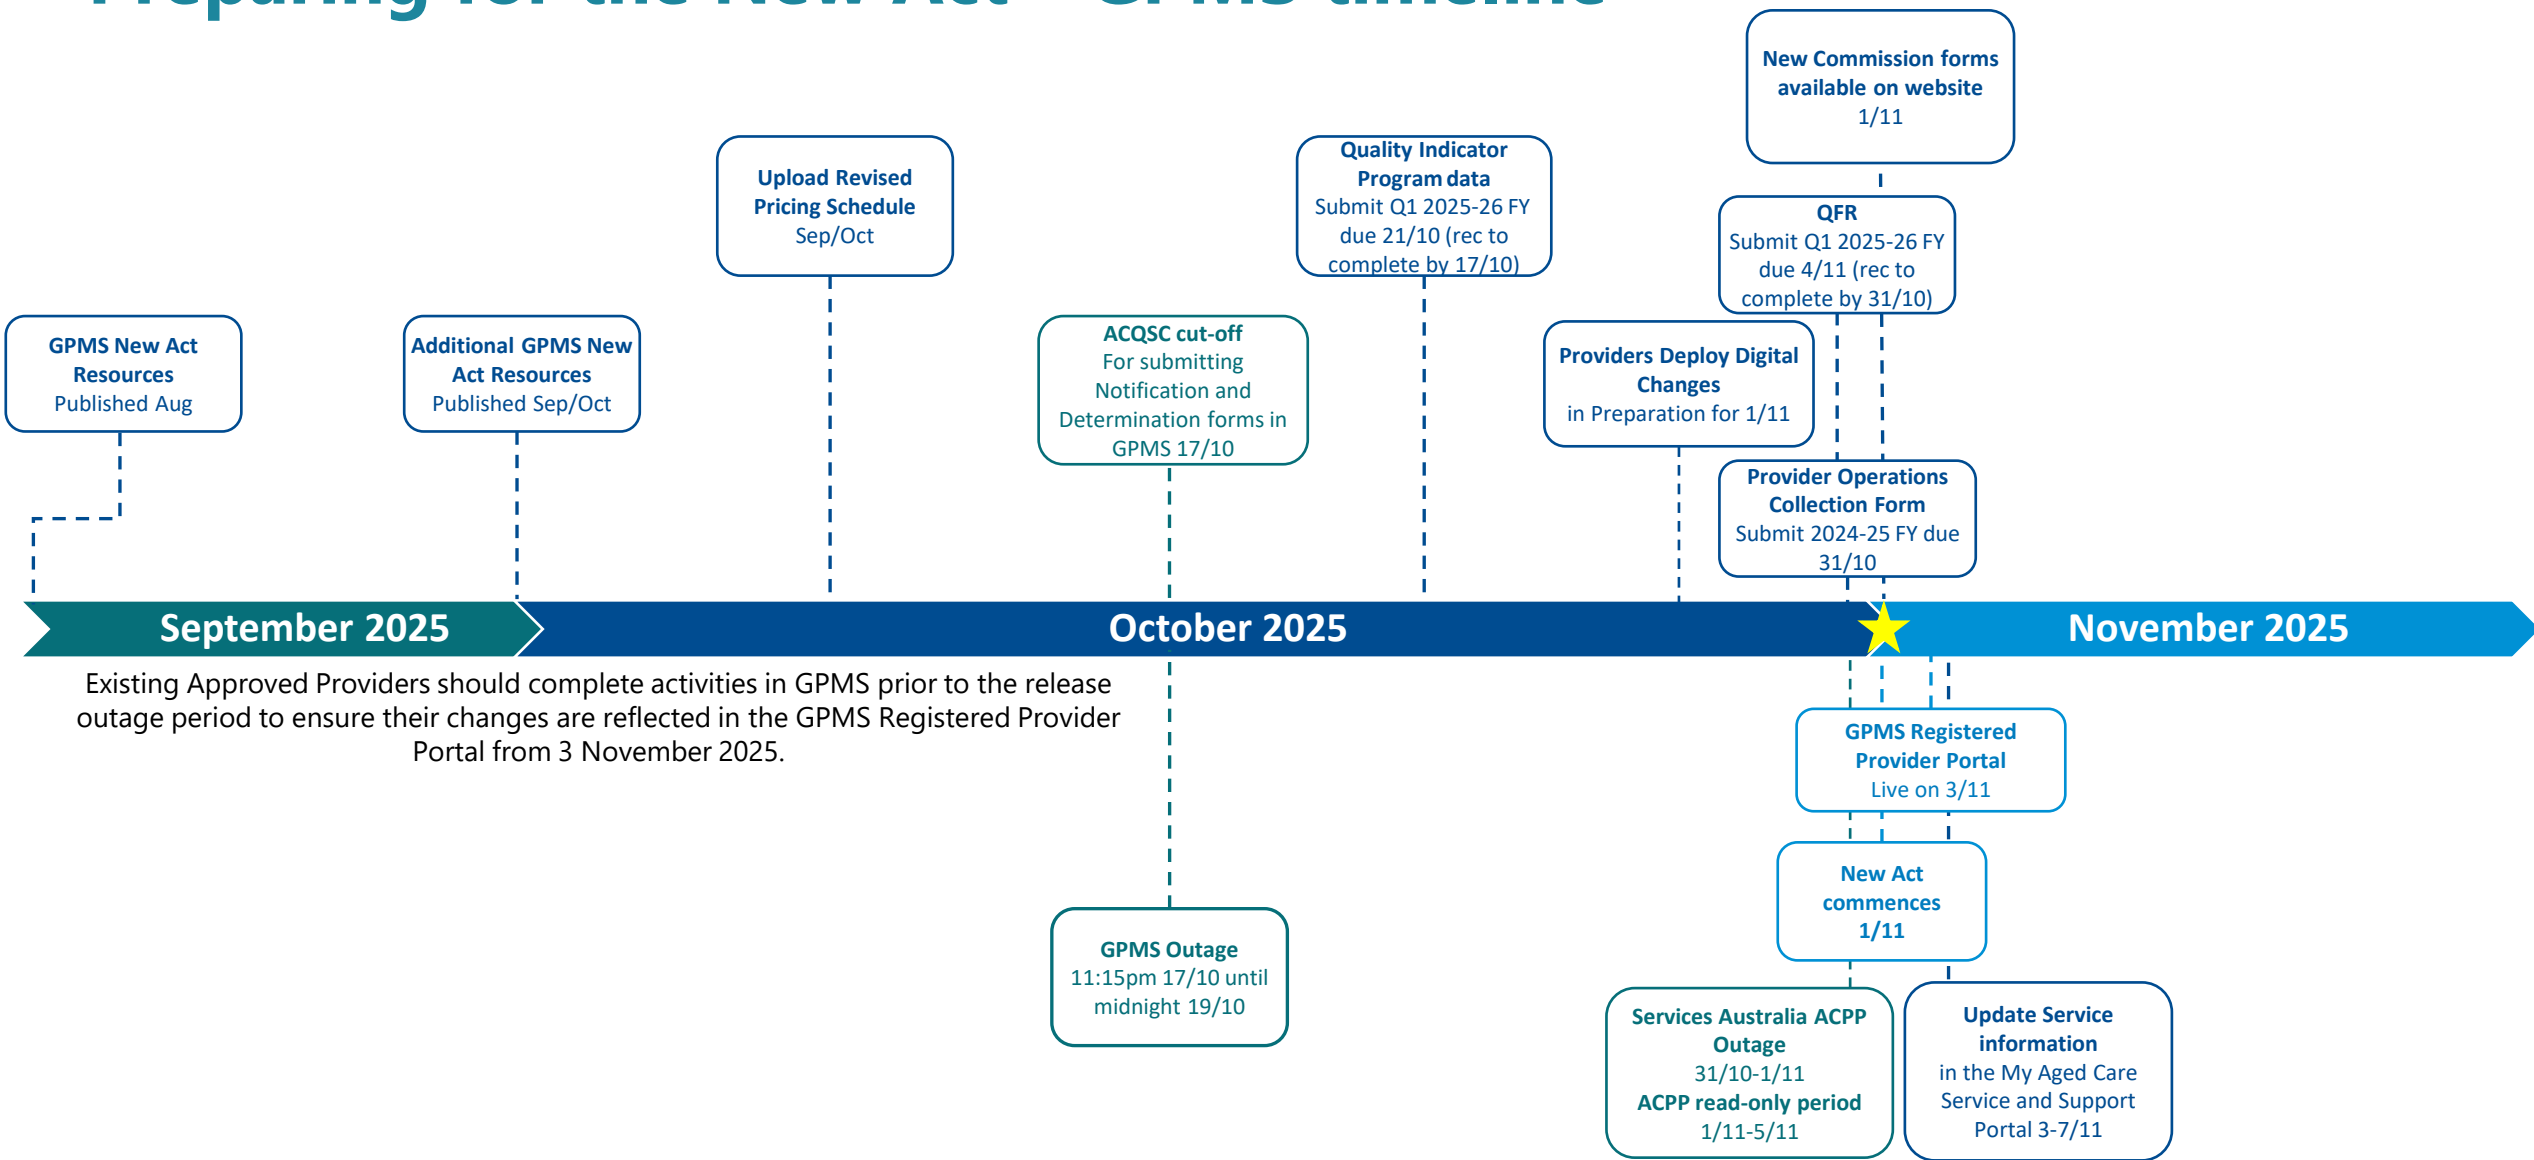 Preparing for the New Act – GPMS timeline
New Commission forms
available on website
1/11
Upload Revised
Pricing Schedule
Sep/Oct
Quality Indicator
Program data
Submit Q1 2025-26 FY
due 21/10 (rec to
complete by 17/10)
QFR
Submit Q1 2025-26 FY
due 4/11 (rec to
complete by 31/10)
GPMS New Act
Resources
Published Aug
Additional GPMS New
Act Resources
Published Sep/Oct
ACQSC cut-off
For submitting
Notification and
Determination forms in
GPMS 17/10
Providers Deploy Digital
Changes
in Preparation for 1/11
Provider Operations
Collection Form
Submit 2024-25 FY due
31/10
September 2025
October 2025
November 2025
Existing Approved Providers should complete activities in GPMS prior to the release
outage period to ensure their changes are reflected in the GPMS Registered Provider
Portal from 3 November 2025.
GPMS Registered
Provider Portal
Live on 3/11
New Act
commences
1/11
GPMS Outage
11:15pm 17/10 until
midnight 19/10
Services Australia ACPP
Outage
31/10-1/11
ACPP read-only period
1/11-5/11
Update Service
information
in the My Aged Care
Service and Support
Portal 3-7/11